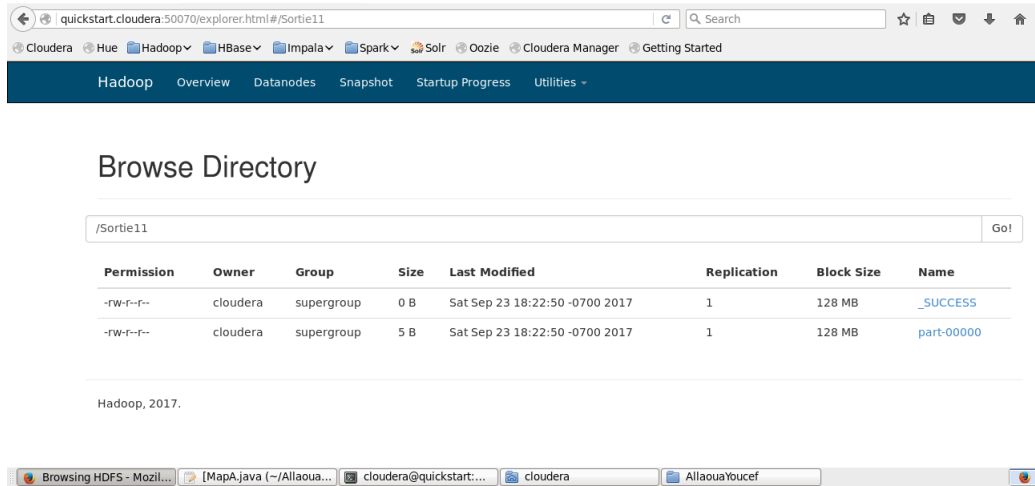 quickstart.cloudera:50070/explorer.html#/Sortie11 Search
Cloudera Hue Hadoop HBase Impala Spark Solr Oozie Cloudera Manager Getting Started
Hadoop Overview Datanodes Snapshot Startup Progress Utilities
Browse Directory
/Sortie11 Go!
Permission Owner Group Size Last Modified Replication Block Size Name
-rw-r--r-- cloudera supergroup 0 B Sat Sep 23 18:22:50 -0700 2017 1 128 MB _SUCCESS
-rw-r--r-- cloudera supergroup 5 B Sat Sep 23 18:22:50 -0700 2017 1 128 MB part-00000
Hadoop, 2017.
Browsing HDFS - Mozil... [MapA.java (~/Allaoua... cloudera@quickstart:... cloudera AllaouaYoucef